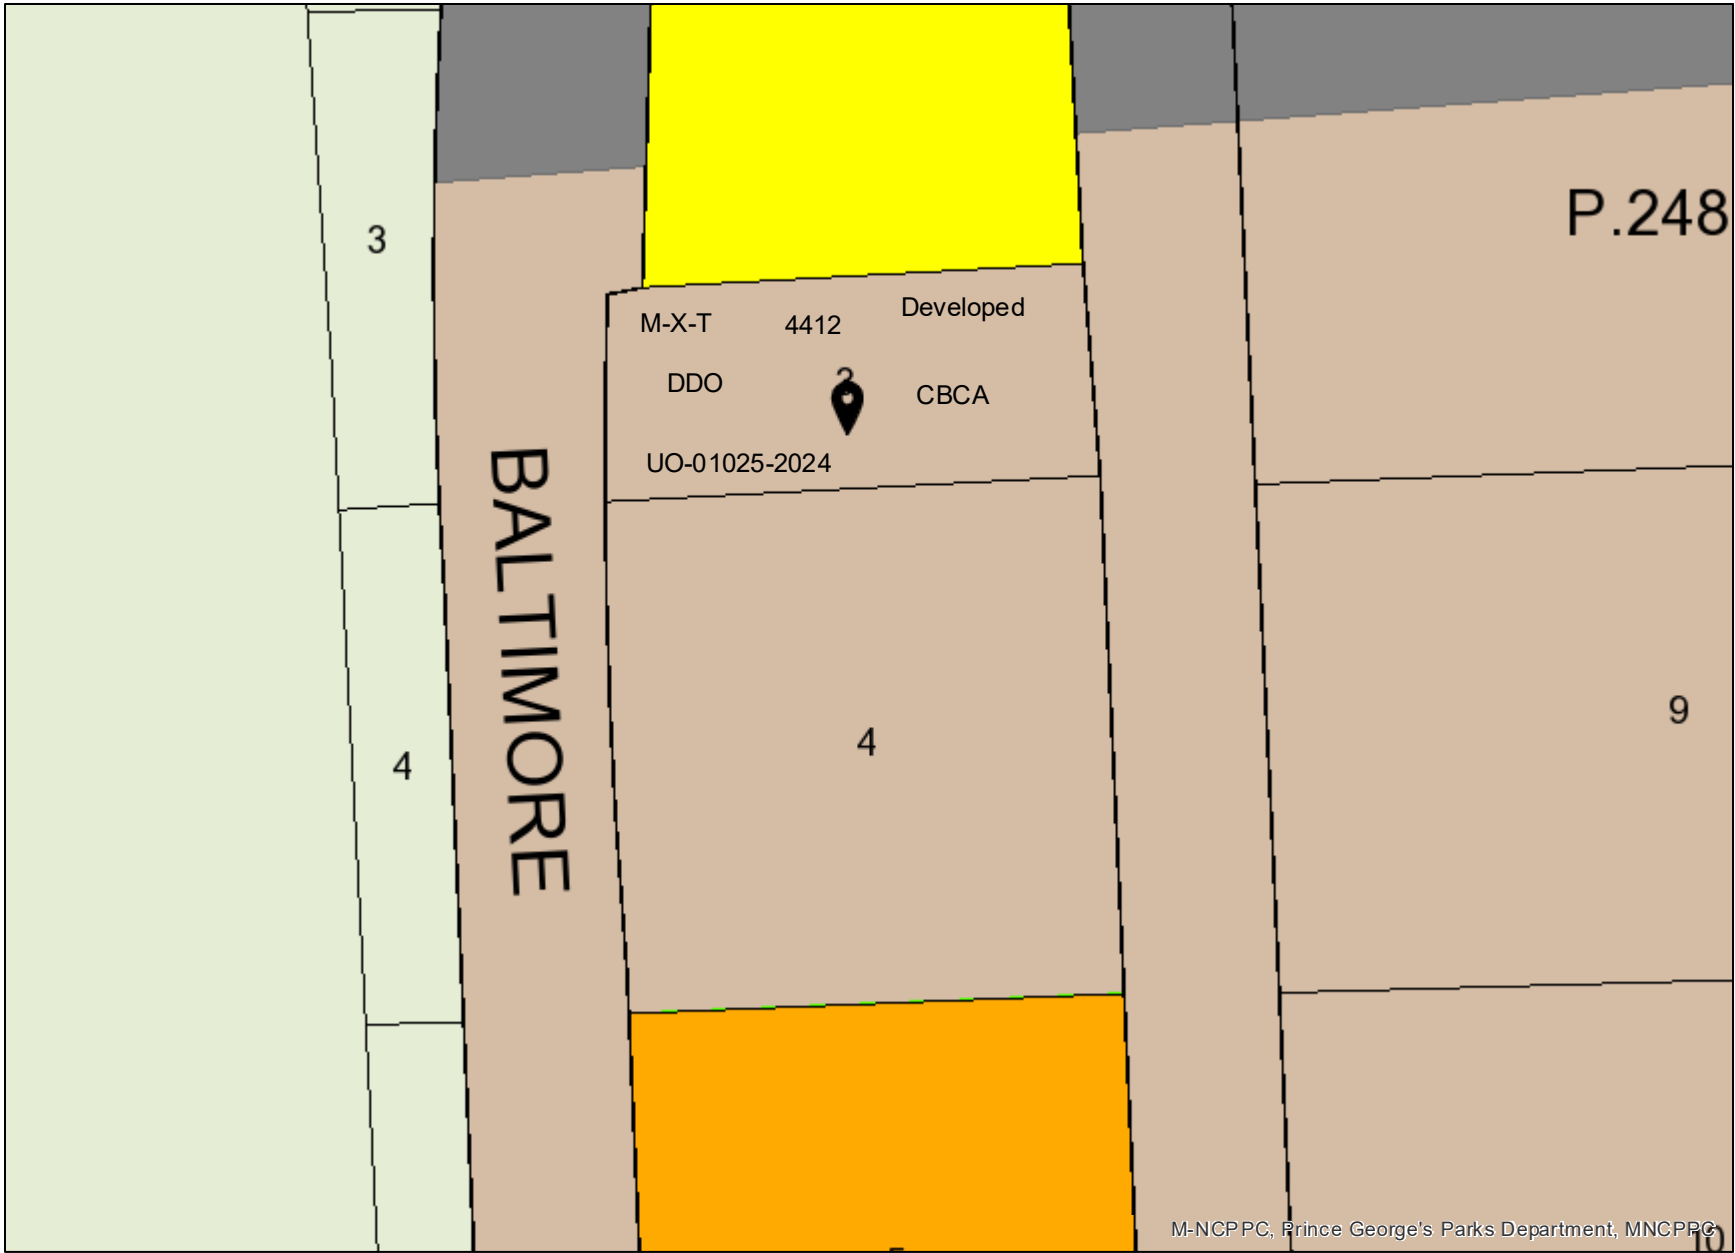 P.248
3
M-X-T
4412
Developed
DDO
CBCA
UO-01025-2024
BALTIMORE
4
4
9
M-NCPPC, Prince George's Parks Department, MNCPPC
10